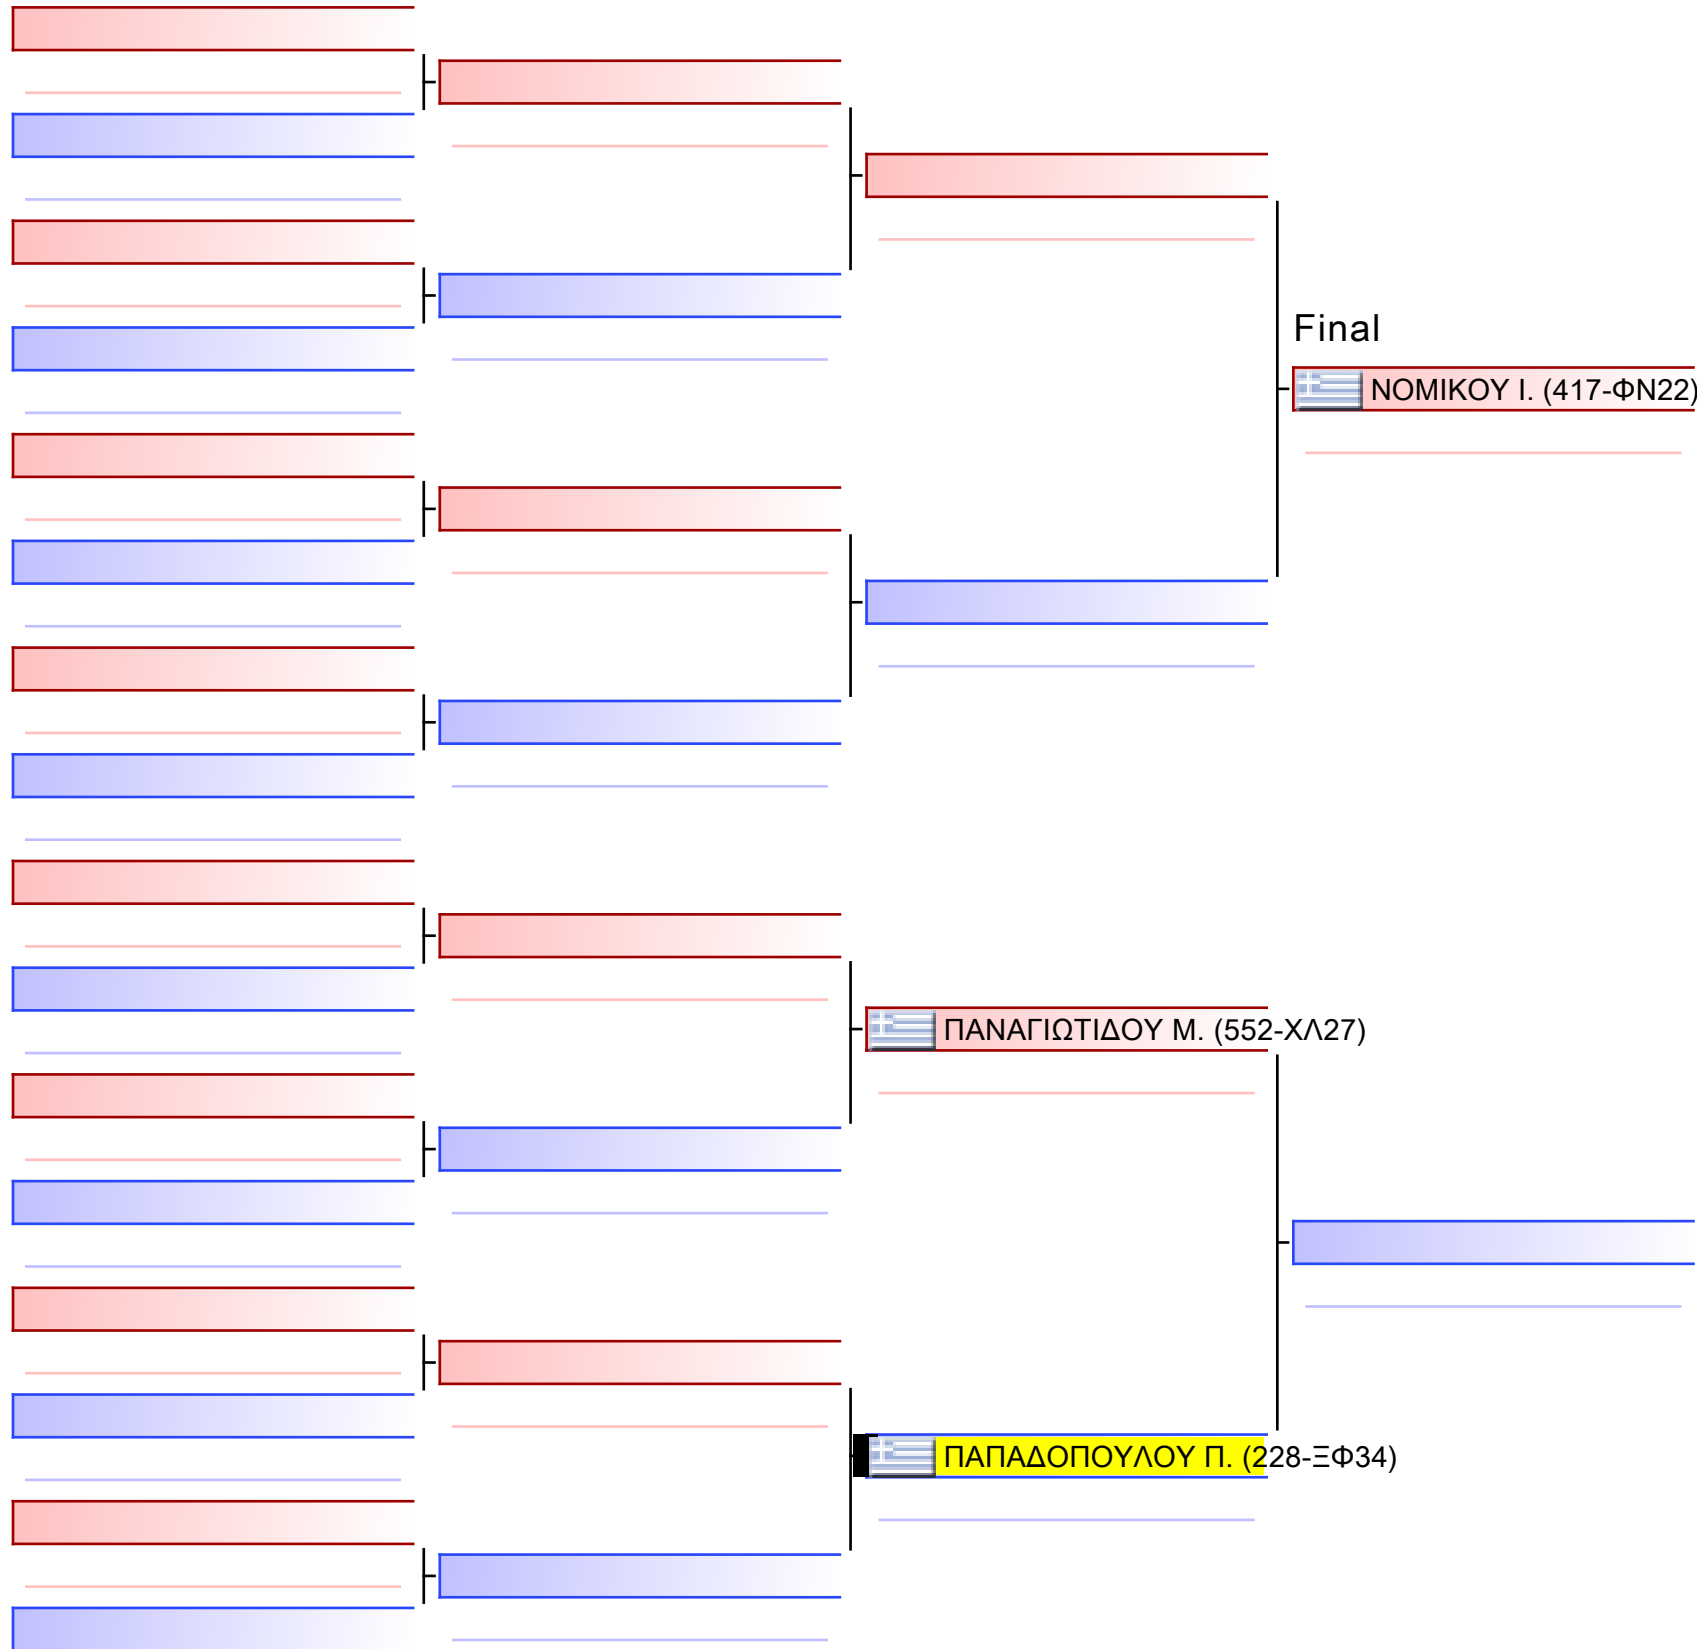 Final
ΝΟΜΙΚΟΥ Ι. (417-ΦΝ22)
ΠΑΝΑΓΙΩΤΙΔΟΥ Μ. (552-ΧΛ27)
ΠΑΠΑΔΟΠΟΥΛΟΥ Π. (228-ΞΦ34)